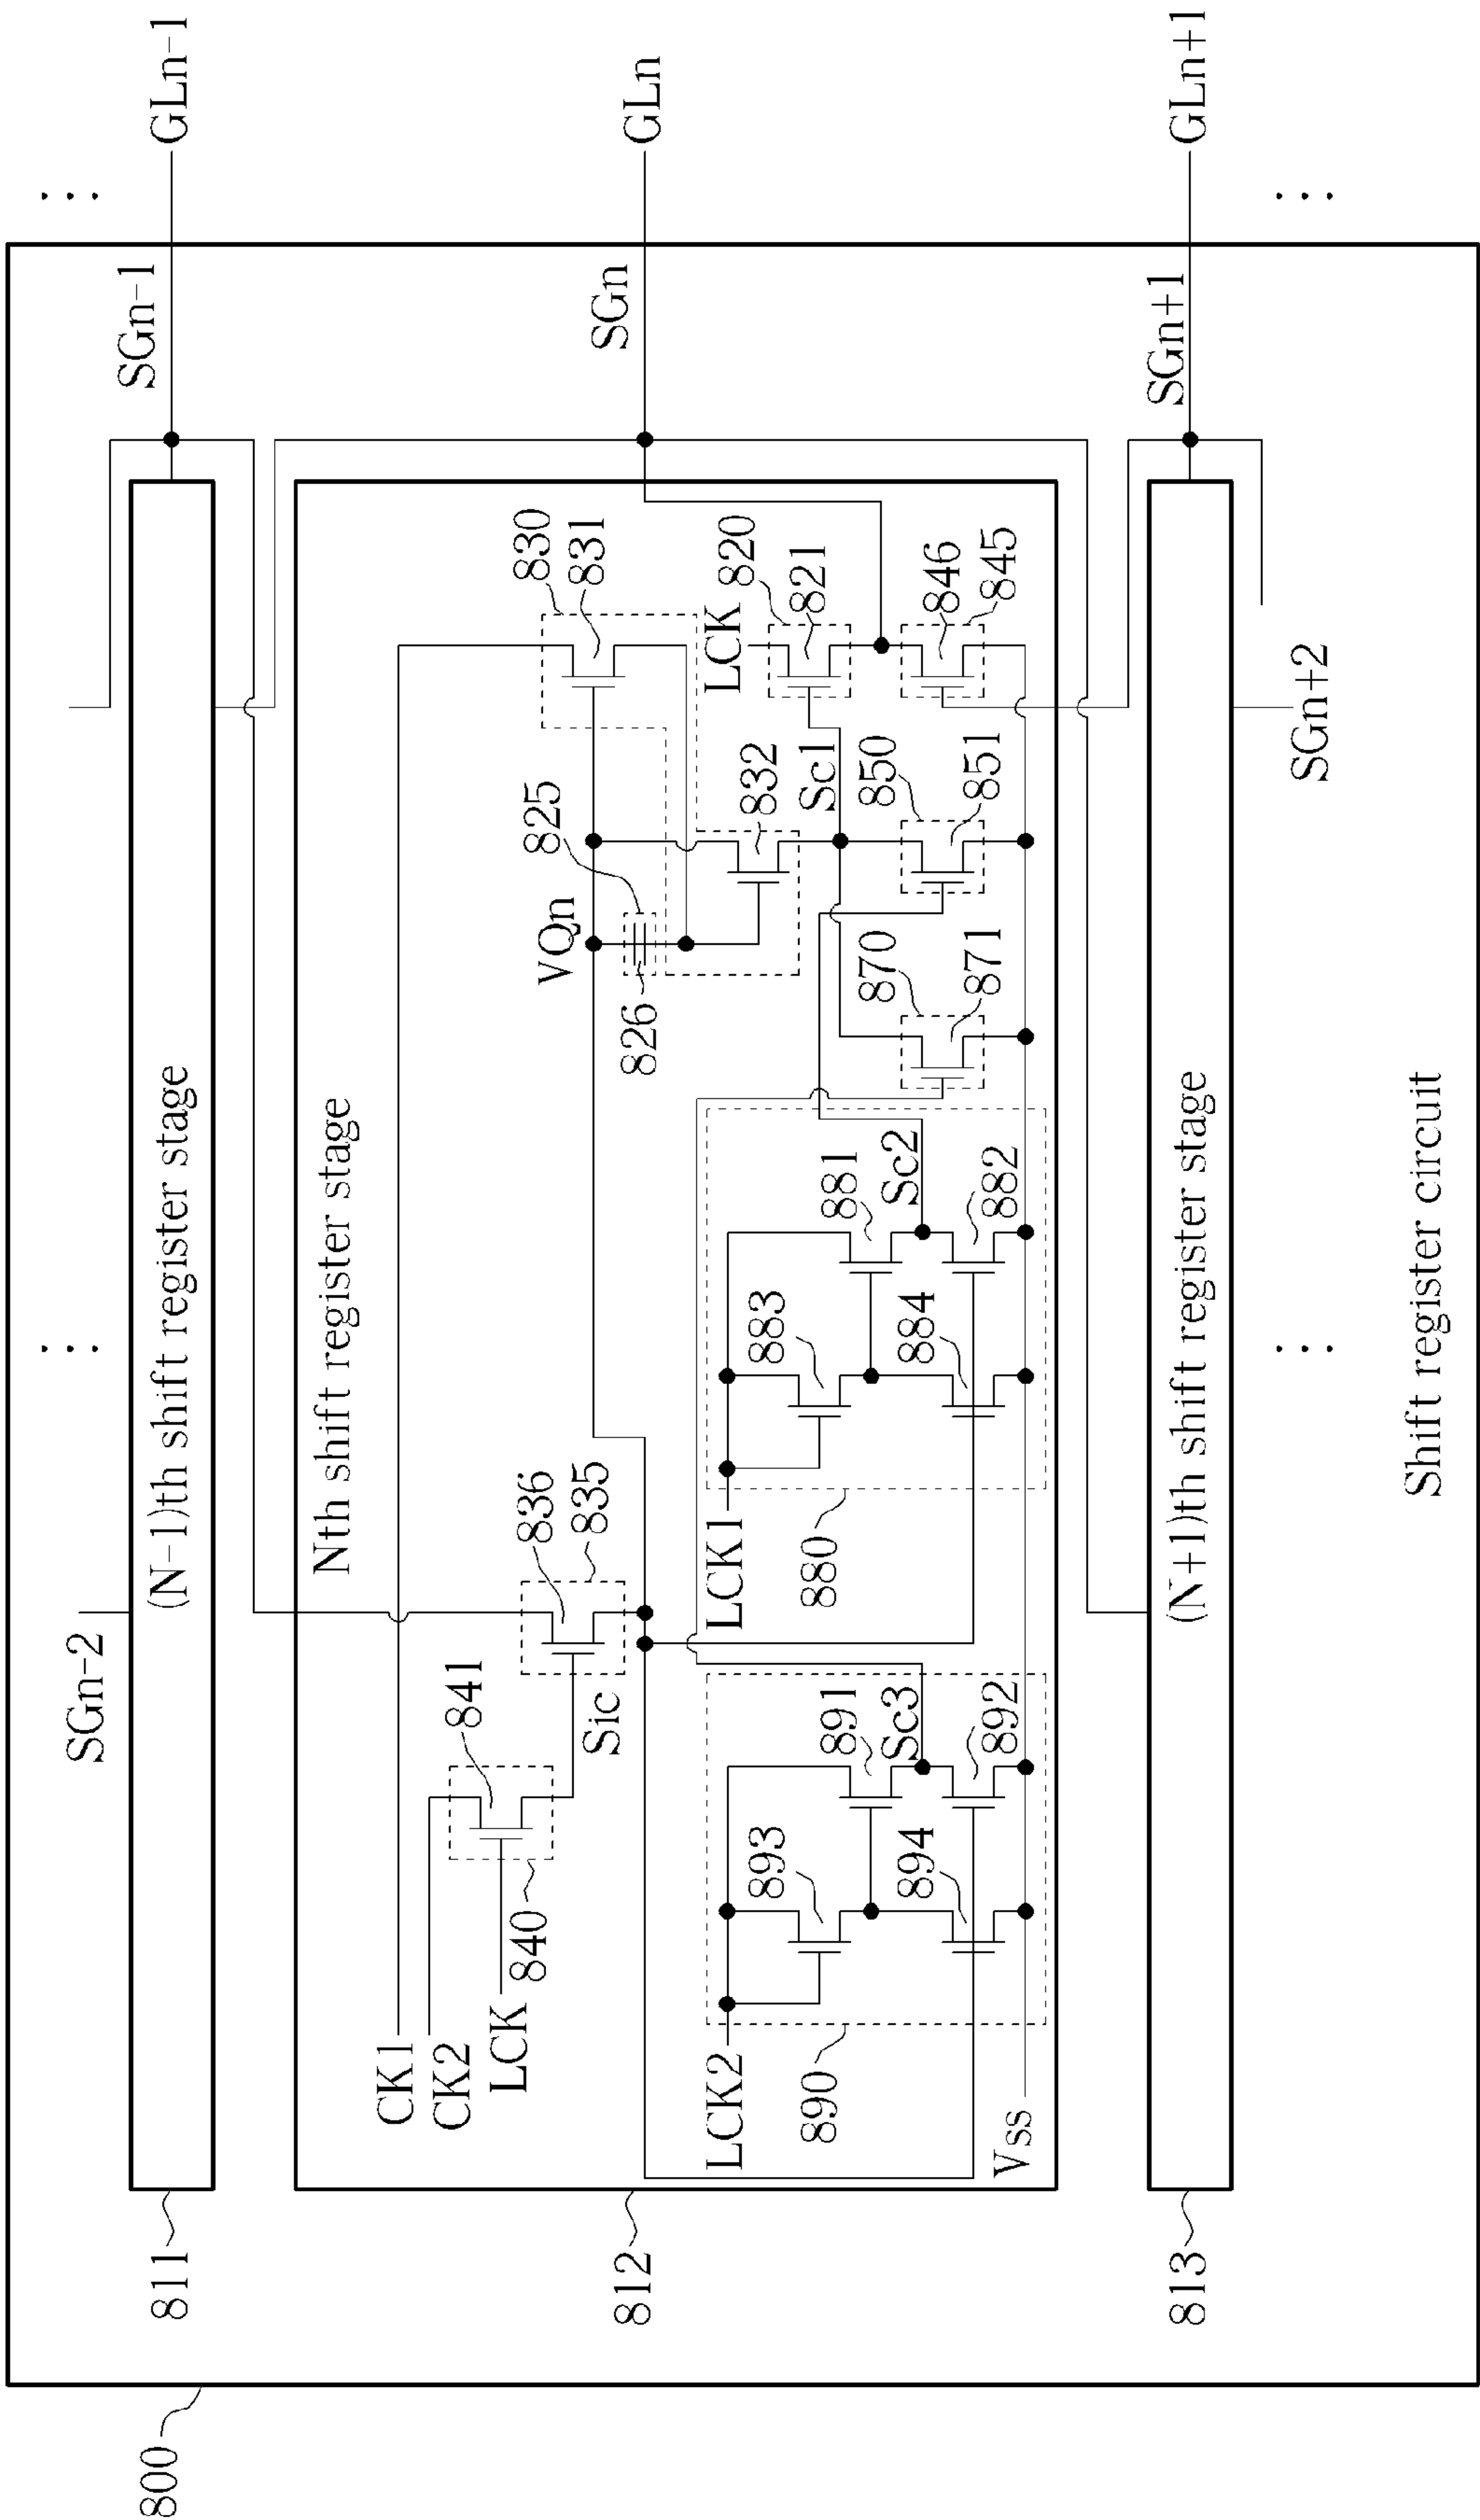 800
811
812
813
SGn-2
(N-1)th shift register stage
SGn-1
GLn-1
...
...
Nth shift register stage
CK1
CK2
LCK
840
841
Sic
836
835
VQn
825
826
830
831
832
SGn
GLn
LCK
820
821
Sc1
846
845
850
851
870
871
LCK1
880
883
884
881
Sc2
882
LCK2
890
893
894
891
Sc3
892
Vss
(N+1)th shift register stage
SGn+1
GLn+1
SGn+2
...
...
Shift register circuit